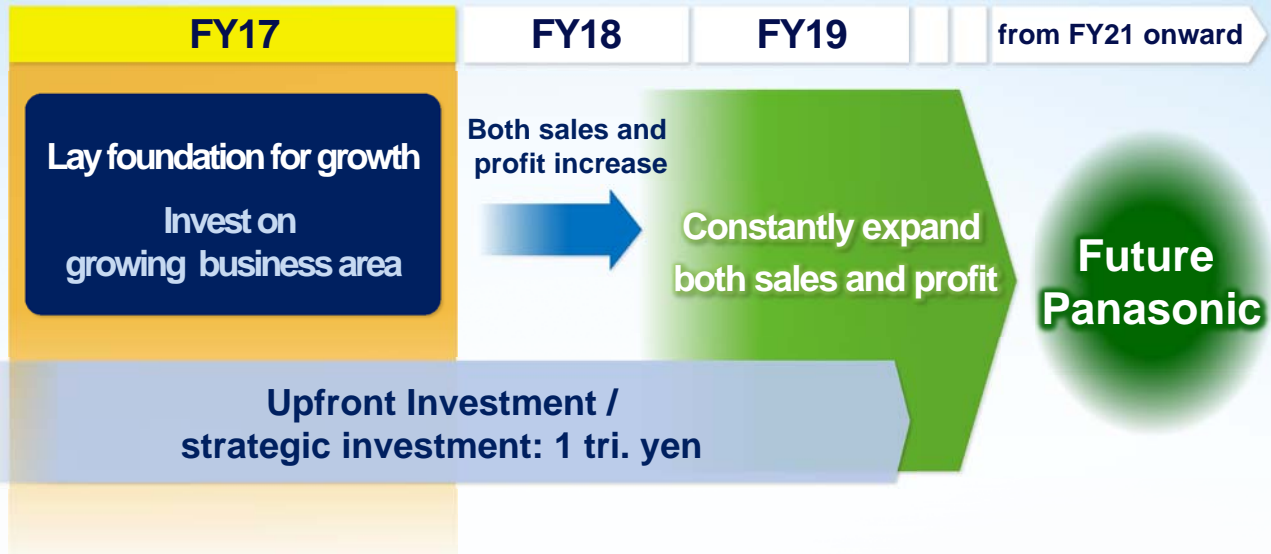 FY17
FY18
FY19
from FY21 onward
Lay foundation for growth
Invest on
growing business area
Both sales and
profit increase
Constantly expand
both sales and profit
Future
Panasonic
Upfront Investment /
strategic investment: 1 tri. yen